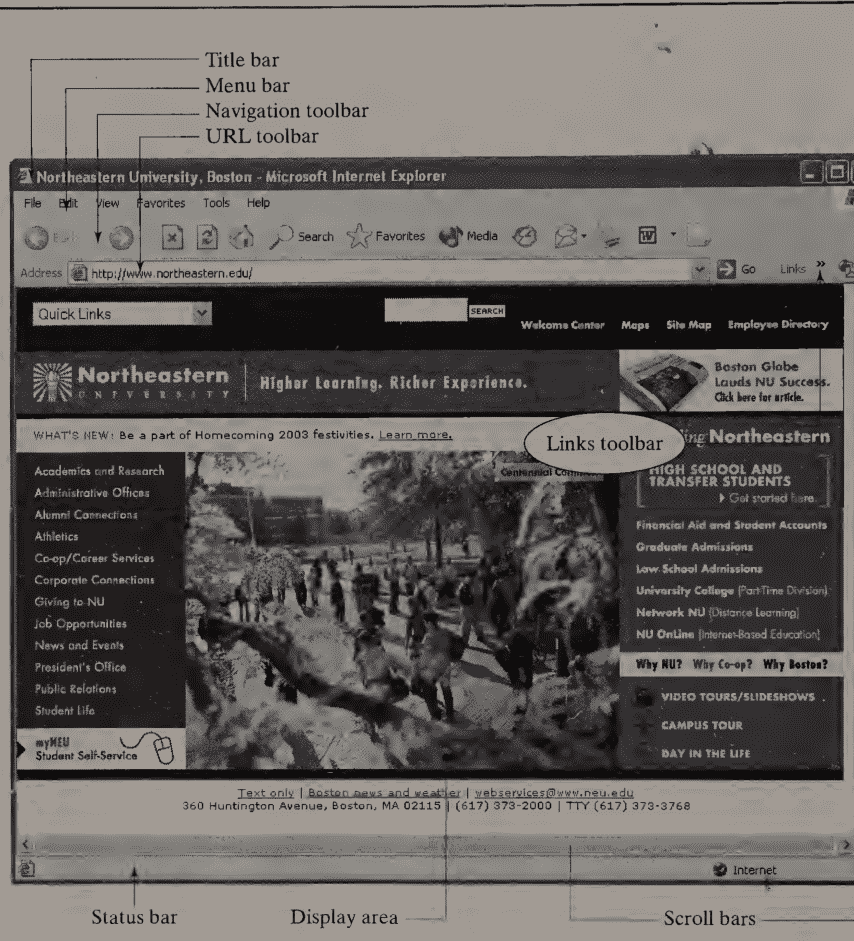 Title bar
Menu bar
Navigation toolbar
URL toolbar
Northeastern University, Boston - Microsoft Internet Explorer
File Edit View Favorites Tools Help
Search Favorites Media
Address http://www.northeastern.edu/ Go Links »
Quick Links SEARCH
Welcome Center Maps Site Map Employee Directory
Northeastern
UNIVERSITY
Higher Learning. Richer Experience.
Boston Globe
Lauds NU Success.
Click here for article.
WHAT'S NEW: Be a part of Homecoming 2003 festivities. Learn more.
Links toolbar
Northeastern
Centennial
HIGH SCHOOL AND
TRANSFER STUDENTS
Get started here.
Academics and Research
Administrative Offices
Alumni Connections
Athletics
Co-op/Career Services
Corporate Connections
Giving to NU
Job Opportunities
News and Events
President's Office
Public Relations
Student Life
myNEU
Student Self-Service
Financial Aid and Student Accounts
Graduate Admissions
Law School Admissions
University College (Part-Time Division)
Network NU (Distance Learning)
NU OnLine (Internet-Based Education)
Why NU? Why Co-op? Why Boston?
VIDEO TOURS/SLIDESHOWS
CAMPUS TOUR
DAY IN THE LIFE
Text only | Boston news and weather | webservices@www.neu.edu
360 Huntington Avenue, Boston, MA 02115 | (617) 373-2000 | TTY (617) 373-3768
Internet
Status bar
Display area
Scroll bars